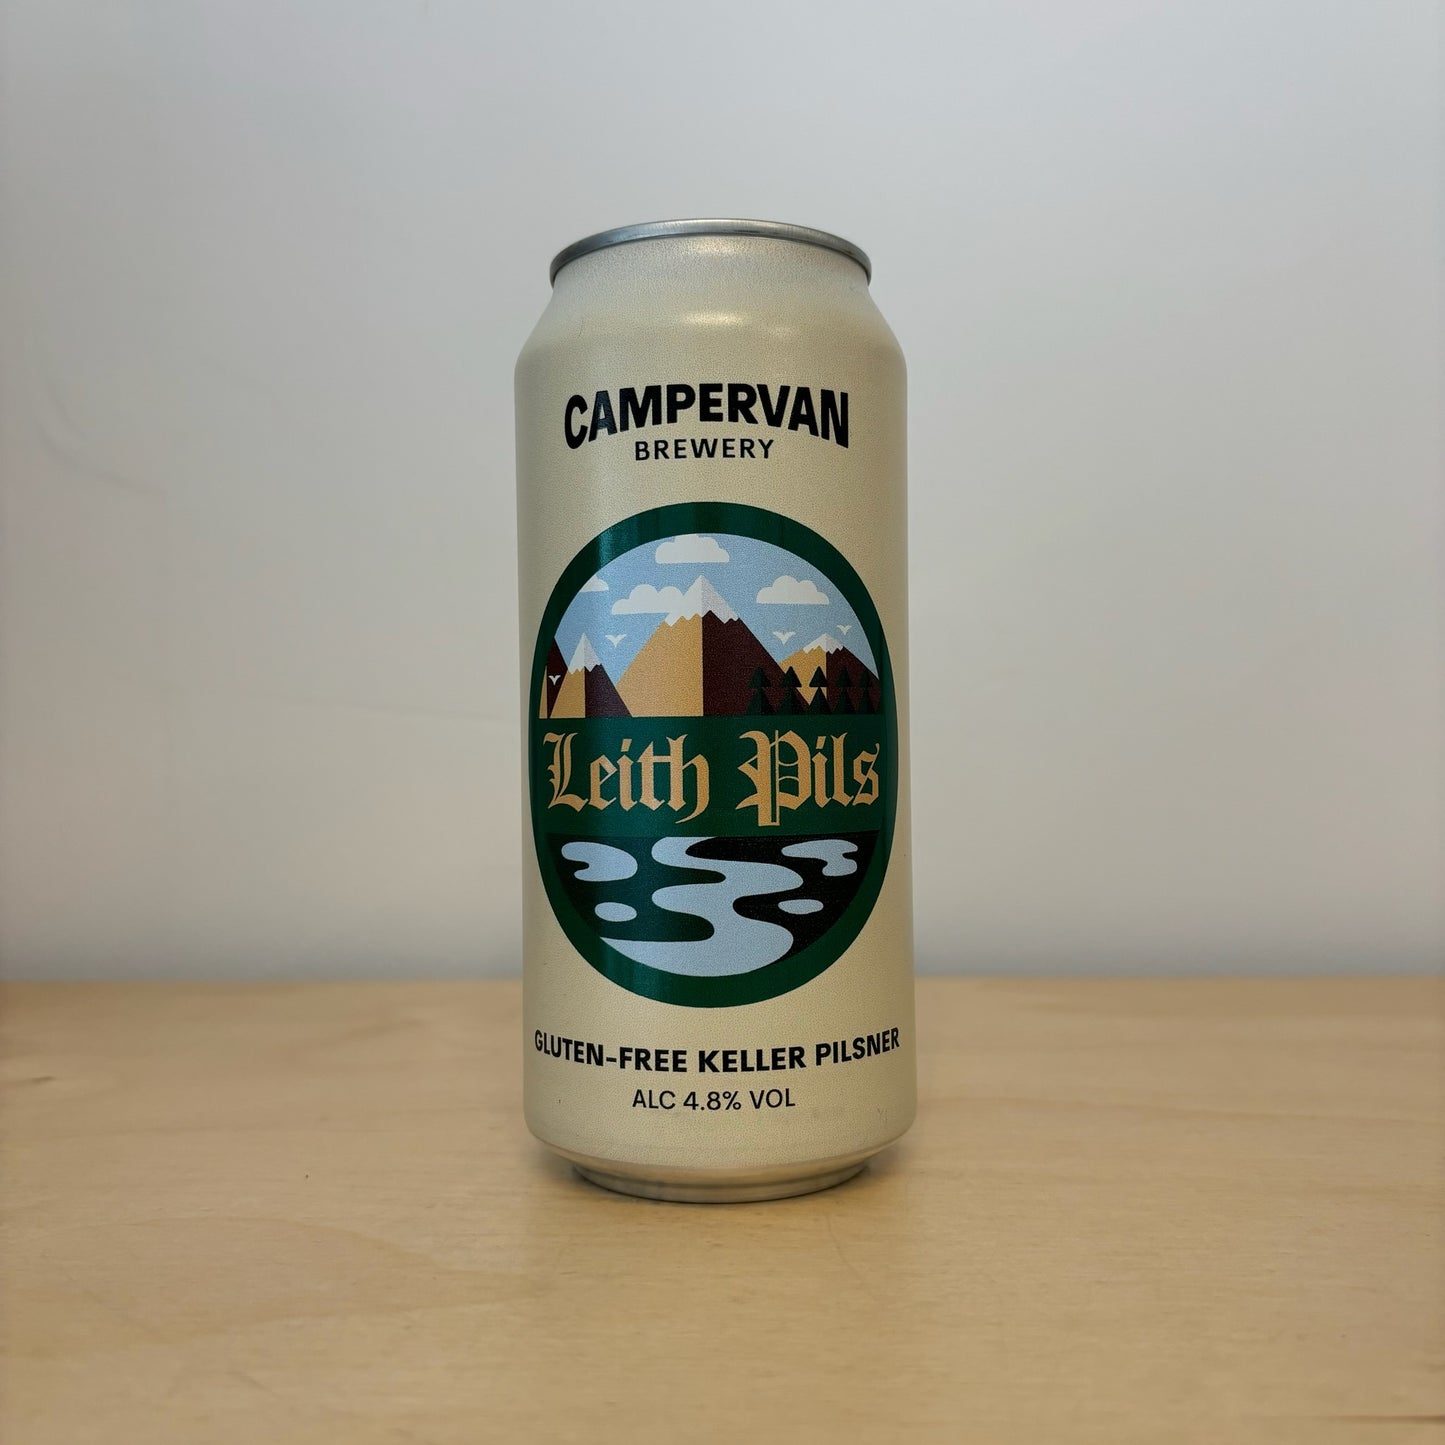 CAMPERVAN
BREWERY
Leith Pils
GLUTEN-FREE KELLER PILSNER
ALC 4.8% VOL